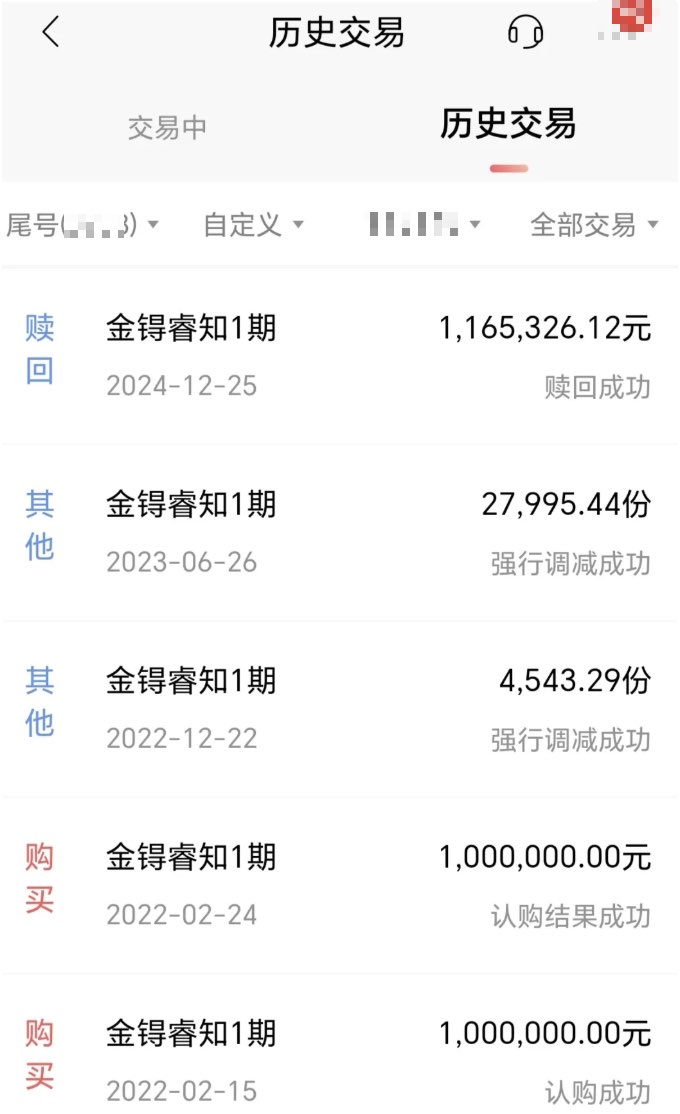 历史交易
交易中
历史交易
尾号( 3)
自定义
全部交易
赎回
金锝睿知1期
1,165,326.12元
2024-12-25
赎回成功
其他
金锝睿知1期
27,995.44份
2023-06-26
强行调减成功
其他
金锝睿知1期
4,543.29份
2022-12-22
强行调减成功
购买
金锝睿知1期
1,000,000.00元
2022-02-24
认购结果成功
购买
金锝睿知1期
1,000,000.00元
2022-02-15
认购成功